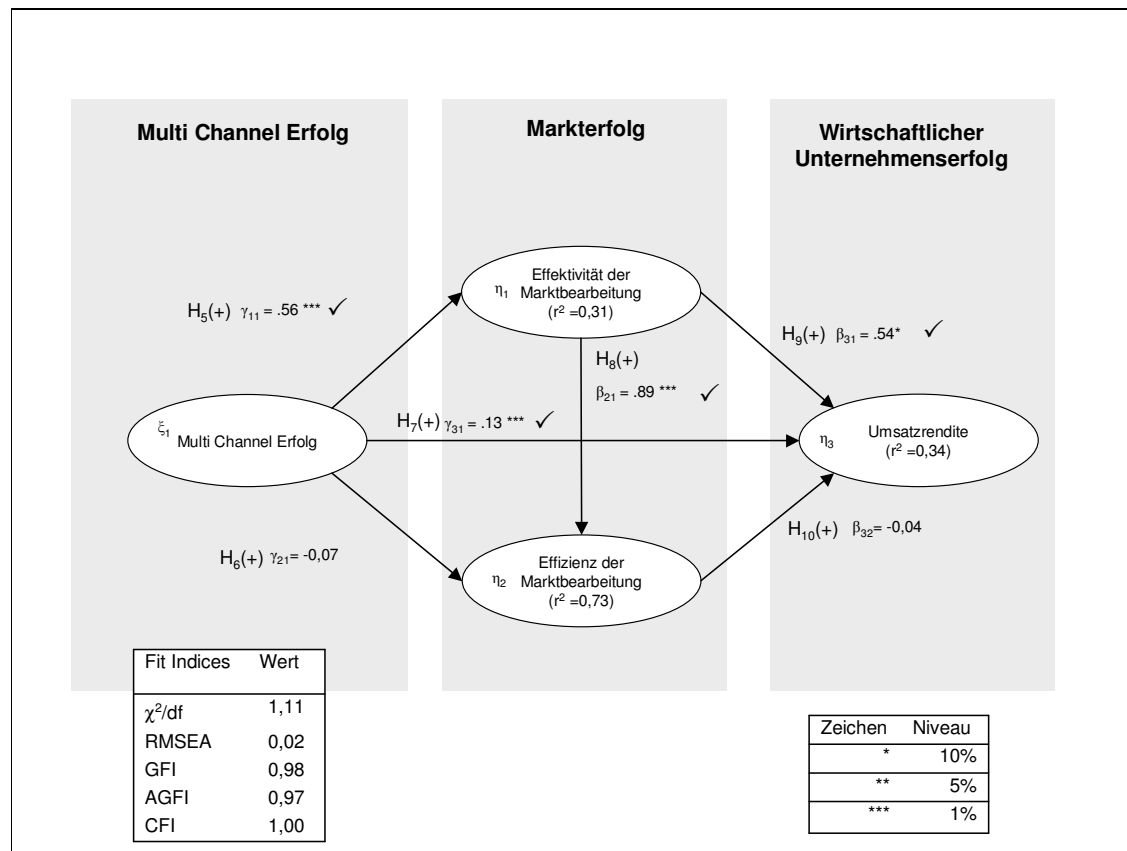 Multi Channel Erfolg
Markterfolg
Wirtschaftlicher
Unternehmenserfolg
η₁
Effektivität der
Marktbearbeitung
(r² =0,31)
H₅(+) γ₁₁ = .56 *** ✓
H₉(+) β₃₁ = .54* ✓
H₈(+)
β₂₁ = .89 *** ✓
ξ₁ Multi Channel Erfolg
H₇(+) γ₃₁ = .13 *** ✓
η₃
Umsatzrendite
(r² =0,34)
H₆(+) γ₂₁ = -0,07
η₂
Effizienz der
Marktbearbeitung
(r² =0,73)
H₁₀(+) β₃₂= -0,04
Fit Indices Wert
χ²/df 1,11
RMSEA 0,02
GFI 0,98
AGFI 0,97
CFI 1,00
Zeichen Niveau
* 10%
** 5%
*** 1%